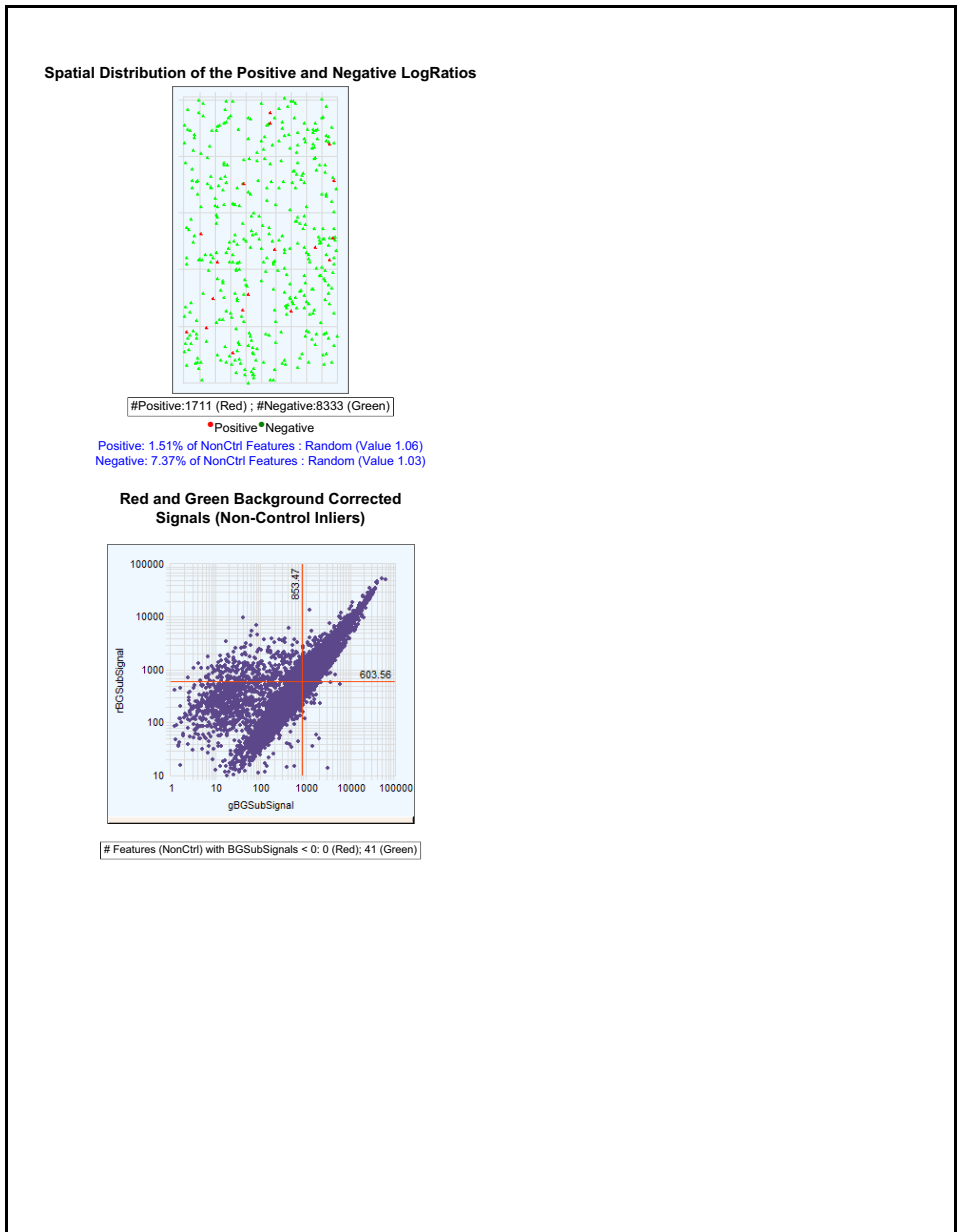 Spatial Distribution of the Positive and Negative LogRatios
#Positive:1711 (Red) ; #Negative:8333 (Green)
Positive Negative
Positive: 1.51% of NonCtrl Features : Random (Value 1.06)
Negative: 7.37% of NonCtrl Features : Random (Value 1.03)
Red and Green Background Corrected
Signals (Non-Control Inliers)
100000
10000
1000
100
10
rBGSubSignal
853.47
603.56
1 10 100 1000 10000 100000
gBGSubSignal
# Features (NonCtrl) with BGSubSignals < 0: 0 (Red); 41 (Green)